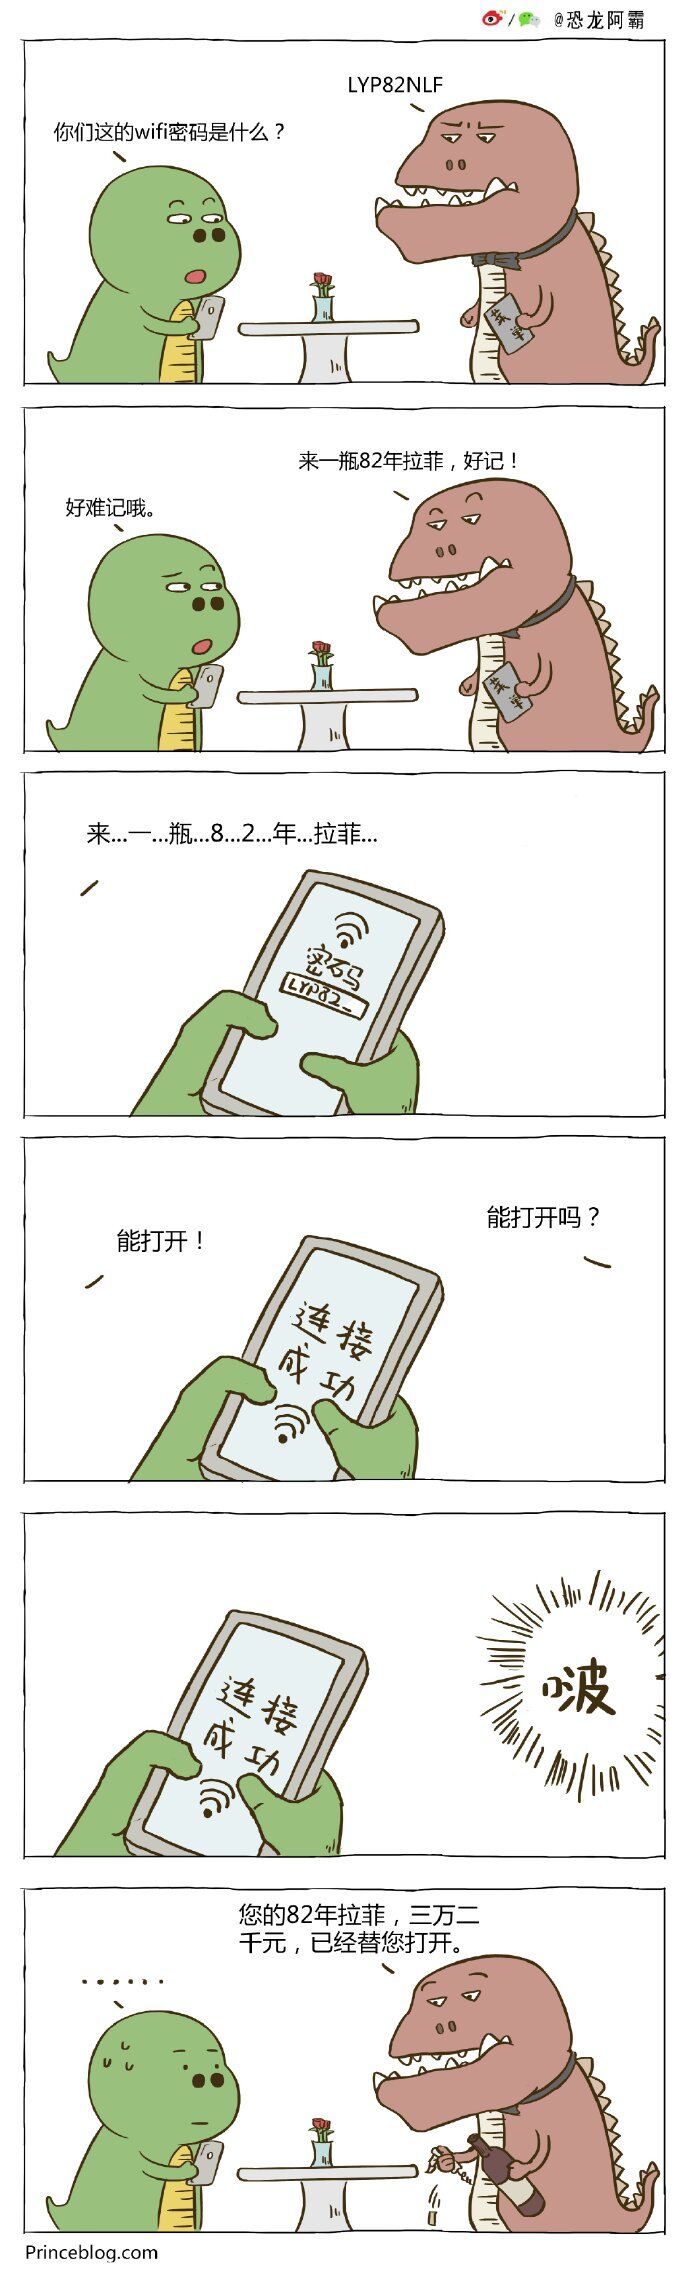 @恐龙阿霸
LYP82NLF
你们这的wifi密码是什么？
菜单
来一瓶82年拉菲，好记！
好难记哦。
菜单
来...一...瓶...8...2...年...拉菲...
密码
LYP82_
能打开吗？
能打开！
连接
成功
连接
成功
啵
您的82年拉菲，三万二
千元，已经替您打开。
......
Princeblog.com